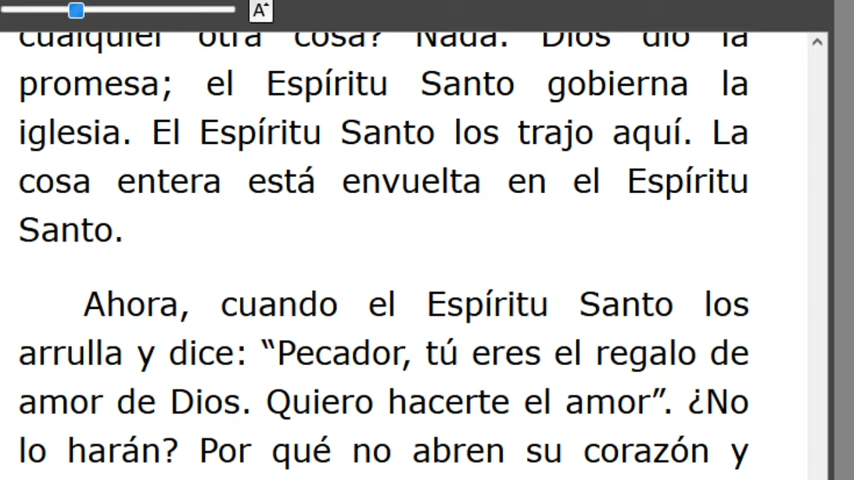 A
cualquier otra cosa? Nada. Dios dio la
promesa; el Espíritu Santo gobierna la
iglesia. El Espíritu Santo los trajo aquí. La
cosa entera está envuelta en el Espíritu
Santo.
Ahora, cuando el Espíritu Santo los
arrulla y dice: “Pecador, tú eres el regalo de
amor de Dios. Quiero hacerte el amor”. ¿No
lo harán? Por qué no abren su corazón y